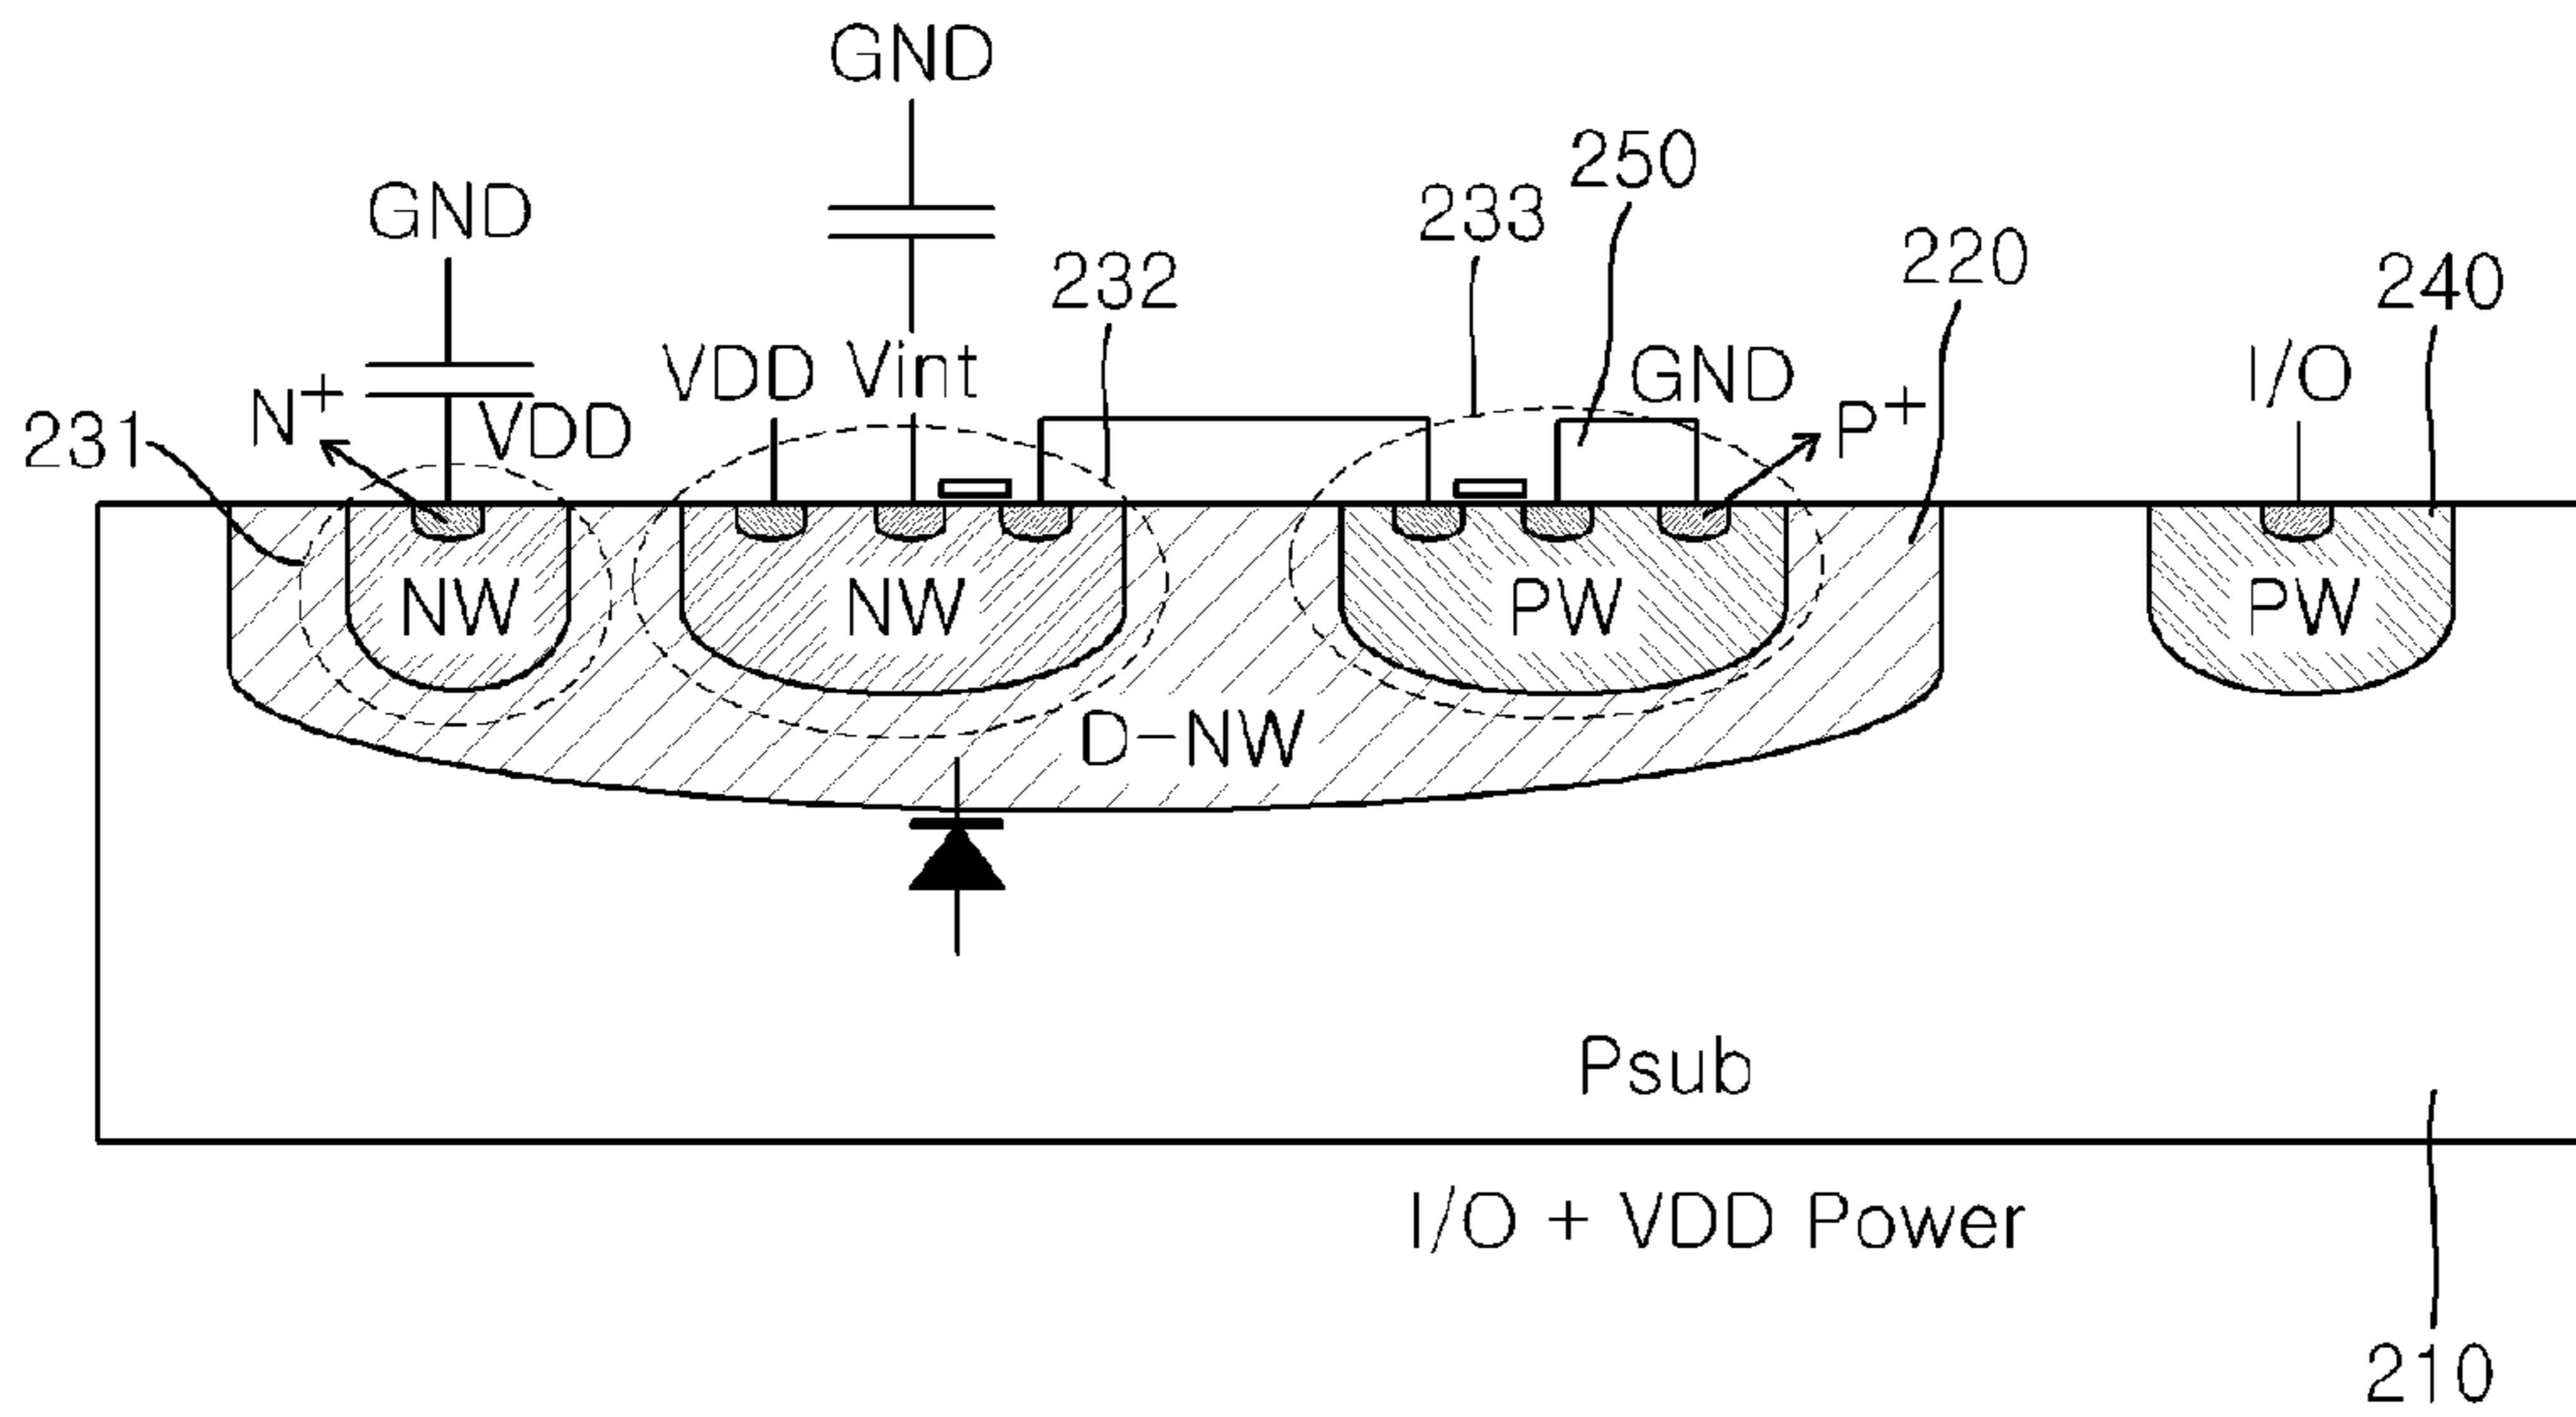 GND
GND
250
233
232
220
240
VDD Vint
GND
I/O
N+
VDD
P+
231
NW
NW
PW
PW
D-NW
Psub
I/O + VDD Power
210